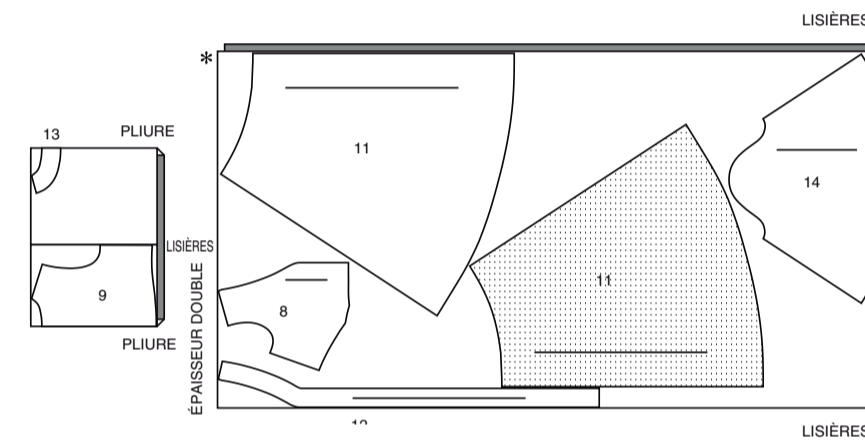 LISIÈRES
*
13 PLIURE
11
14
LISIÈRES
9
11
8
PLIURE
ÉPAISSEUR DOUBLE
LISIÈRES